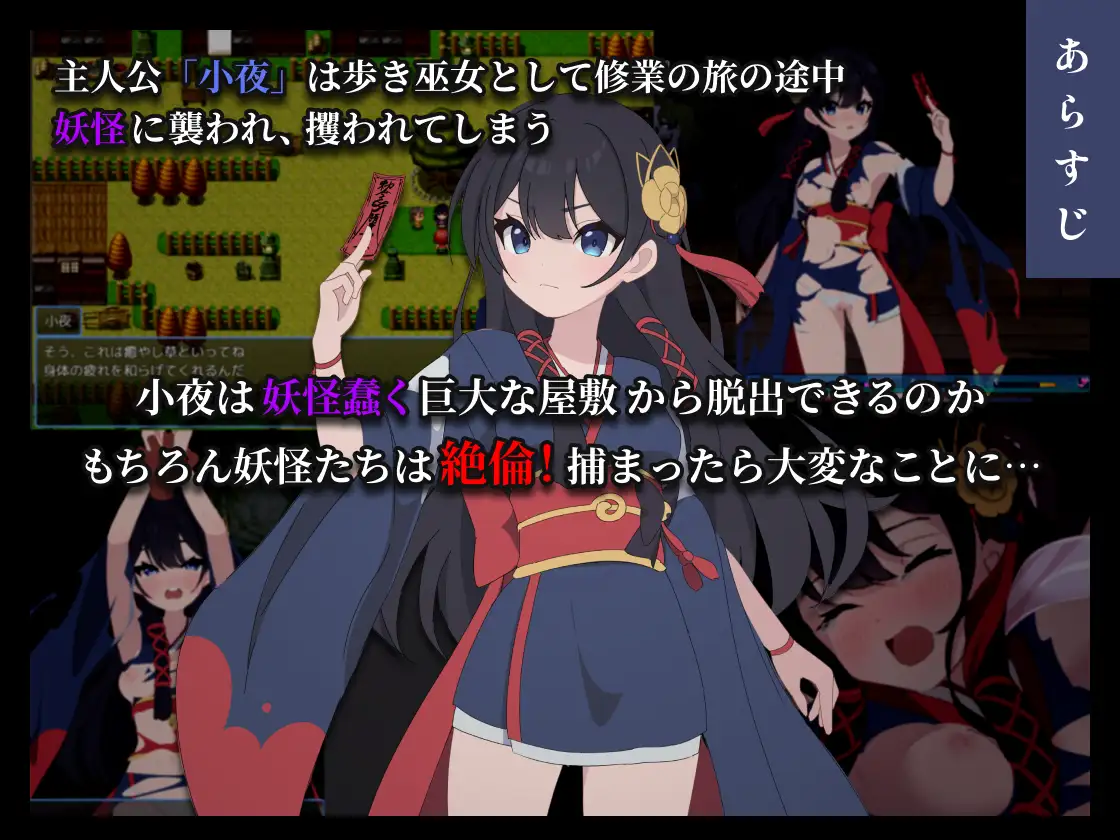 あらすじ
主人公「小夜」は歩き巫女として修業の旅の途中
妖怪に襲われ、攫われてしまう
小夜
そう、これは癒やし草といってね
身体の疲れを和らげてくれるんだ
小夜は妖怪蠢く巨大な屋敷から脱出できるのか
もちろん妖怪たちは絶倫!捕まったら大変なことに…